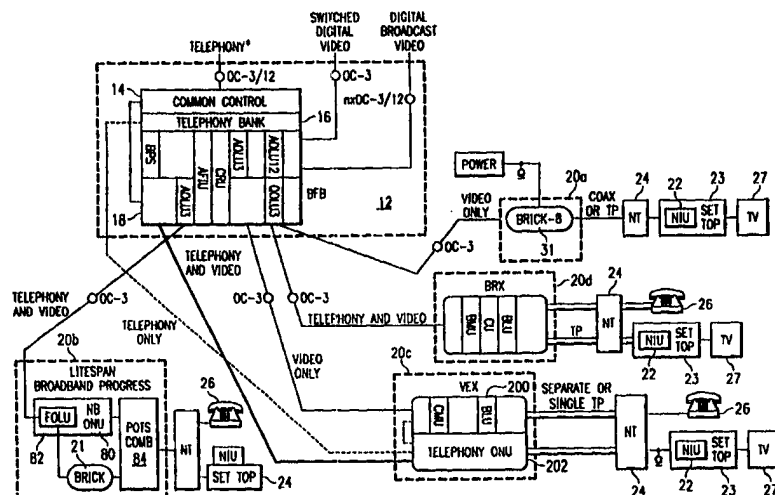 TELEPHONY*
SWITCHED
DIGITAL
VIDEO
DIGITAL
BROADCAST
VIDEO
OC-3/12
OC-3
nxOC-3/12
14
COMMON CONTROL
TELEPHONY BANK
16
BPS
AFIU
CRU
AOLU3
AOLU12
AOLU3
QOLU3
BFB
12
18
POWER
20a
BRICK-8
31
VIDEO
ONLY
OC-3
COAX
OR TP
24
NT
22
NIU
23
SET
TOP
27
TV
TELEPHONY
AND VIDEO
TELEPHONY
AND VIDEO
OC-3
TELEPHONY
ONLY
OC-3
OC-3
VIDEO
ONLY
TELEPHONY AND VIDEO
BRX
20d
BMU
CU
BLU
TP
24
NT
26
NIU
22
SET
TOP
23
TV
27
20c
VEX
200
CMU
BLU
TELEPHONY ONU
202
SEPARATE OR
SINGLE TP
NT
24
26
NIU
22
SET
TOP
23
TV
27
20b
LITESPAN
BROADBAND PROGRESS
26
FOLU
NB
ONU
82
21
80
BRICK
POTS
COMB
84
NT
NIU
SET TOP
24